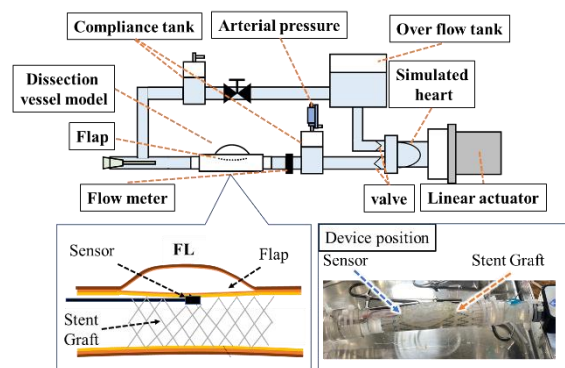 Compliance tank
Arterial pressure
Over flow tank
Dissection
vessel model
Simulated
heart
Flap
Flow meter
valve
Linear actuator
Sensor
FL
Flap
Stent
Graft
Device position
Sensor
Stent Graft